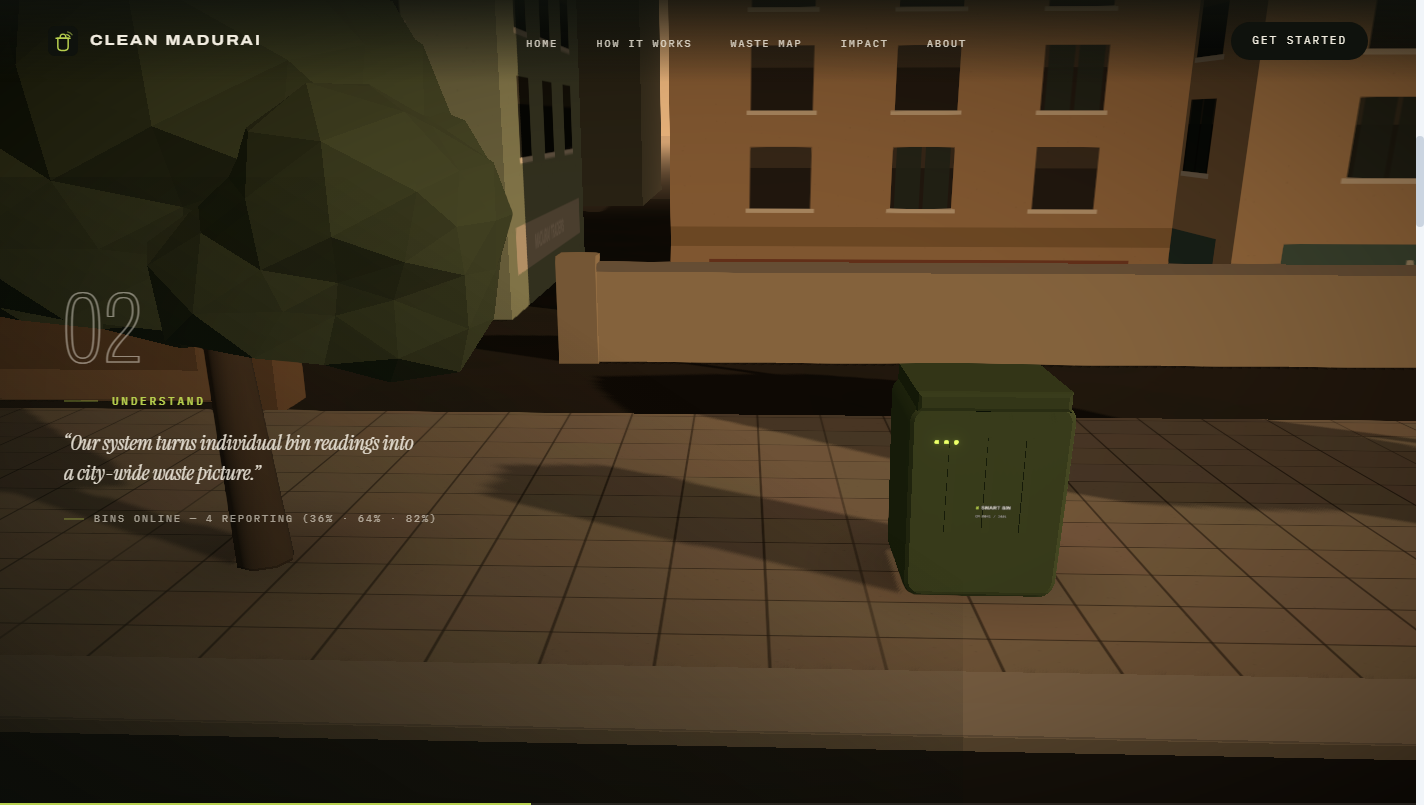 CLEAN MADURAI
HOME
HOW IT WORKS
WASTE MAP
IMPACT
ABOUT
GET STARTED
02
UNDERSTAND
“Our system turns individual bin readings into
a city-wide waste picture.”
BINS ONLINE — 4 REPORTING (36% · 64% · 82%)
SMART BIN